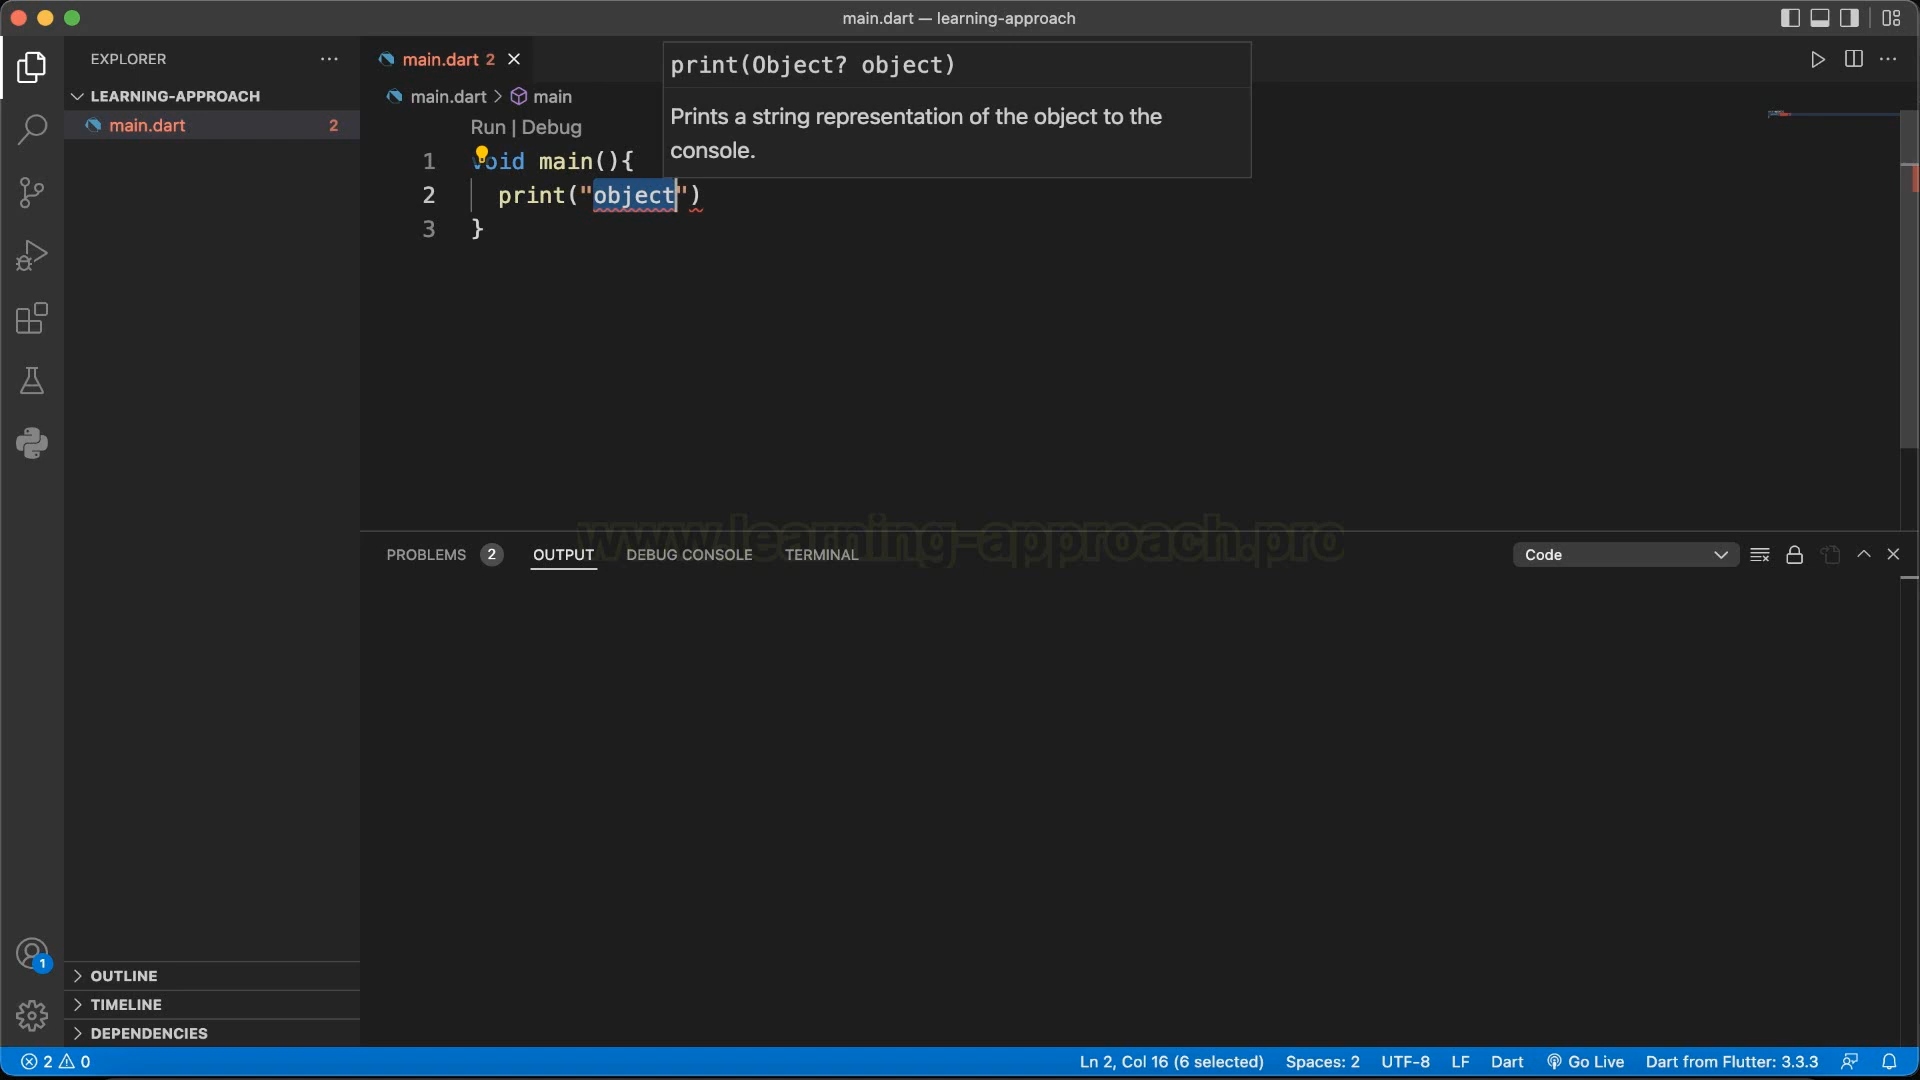 main.dart — learning-approach
EXPLORER
LEARNING-APPROACH
main.dart 2
main.dart 2
main.dart > main
print(Object? object)
Prints a string representation of the object to the
console.
Run | Debug
1 void main(){
2 print("object")
3 }
www.learning-approach.pro
PROBLEMS 2 OUTPUT DEBUG CONSOLE TERMINAL
Code
1
OUTLINE
TIMELINE
DEPENDENCIES
2 0
Ln 2, Col 16 (6 selected) Spaces: 2 UTF-8 LF Dart Go Live Dart from Flutter: 3.3.3